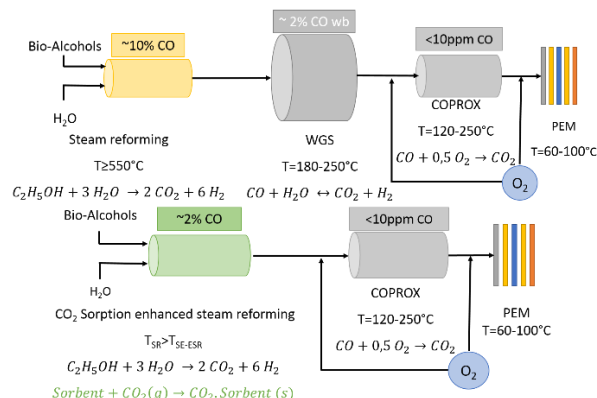 ~10% CO
~ 2% CO wb
<10ppm CO
Bio-Alcohols
H₂O
COPROX
PEM
Steam reforming
WGS
T=120-250°C
T=60-100°C
T≥550°C
T=180-250°C
CO + 0,5 O₂ → CO₂
O₂
C₂H₅OH + 3 H₂O → 2 CO₂ + 6 H₂
CO + H₂O ↔ CO₂ + H₂
Bio-Alcohols
~2% CO
<10ppm CO
H₂O
COPROX
CO₂ Sorption enhanced steam reforming
PEM
T=120-250°C
T=60-100°C
T_SR>T_SE-ESR
CO + 0,5 O₂ → CO₂
O₂
C₂H₅OH + 3 H₂O → 2 CO₂ + 6 H₂
Sorbent + CO₂(g) → CO₂.Sorbent (s)